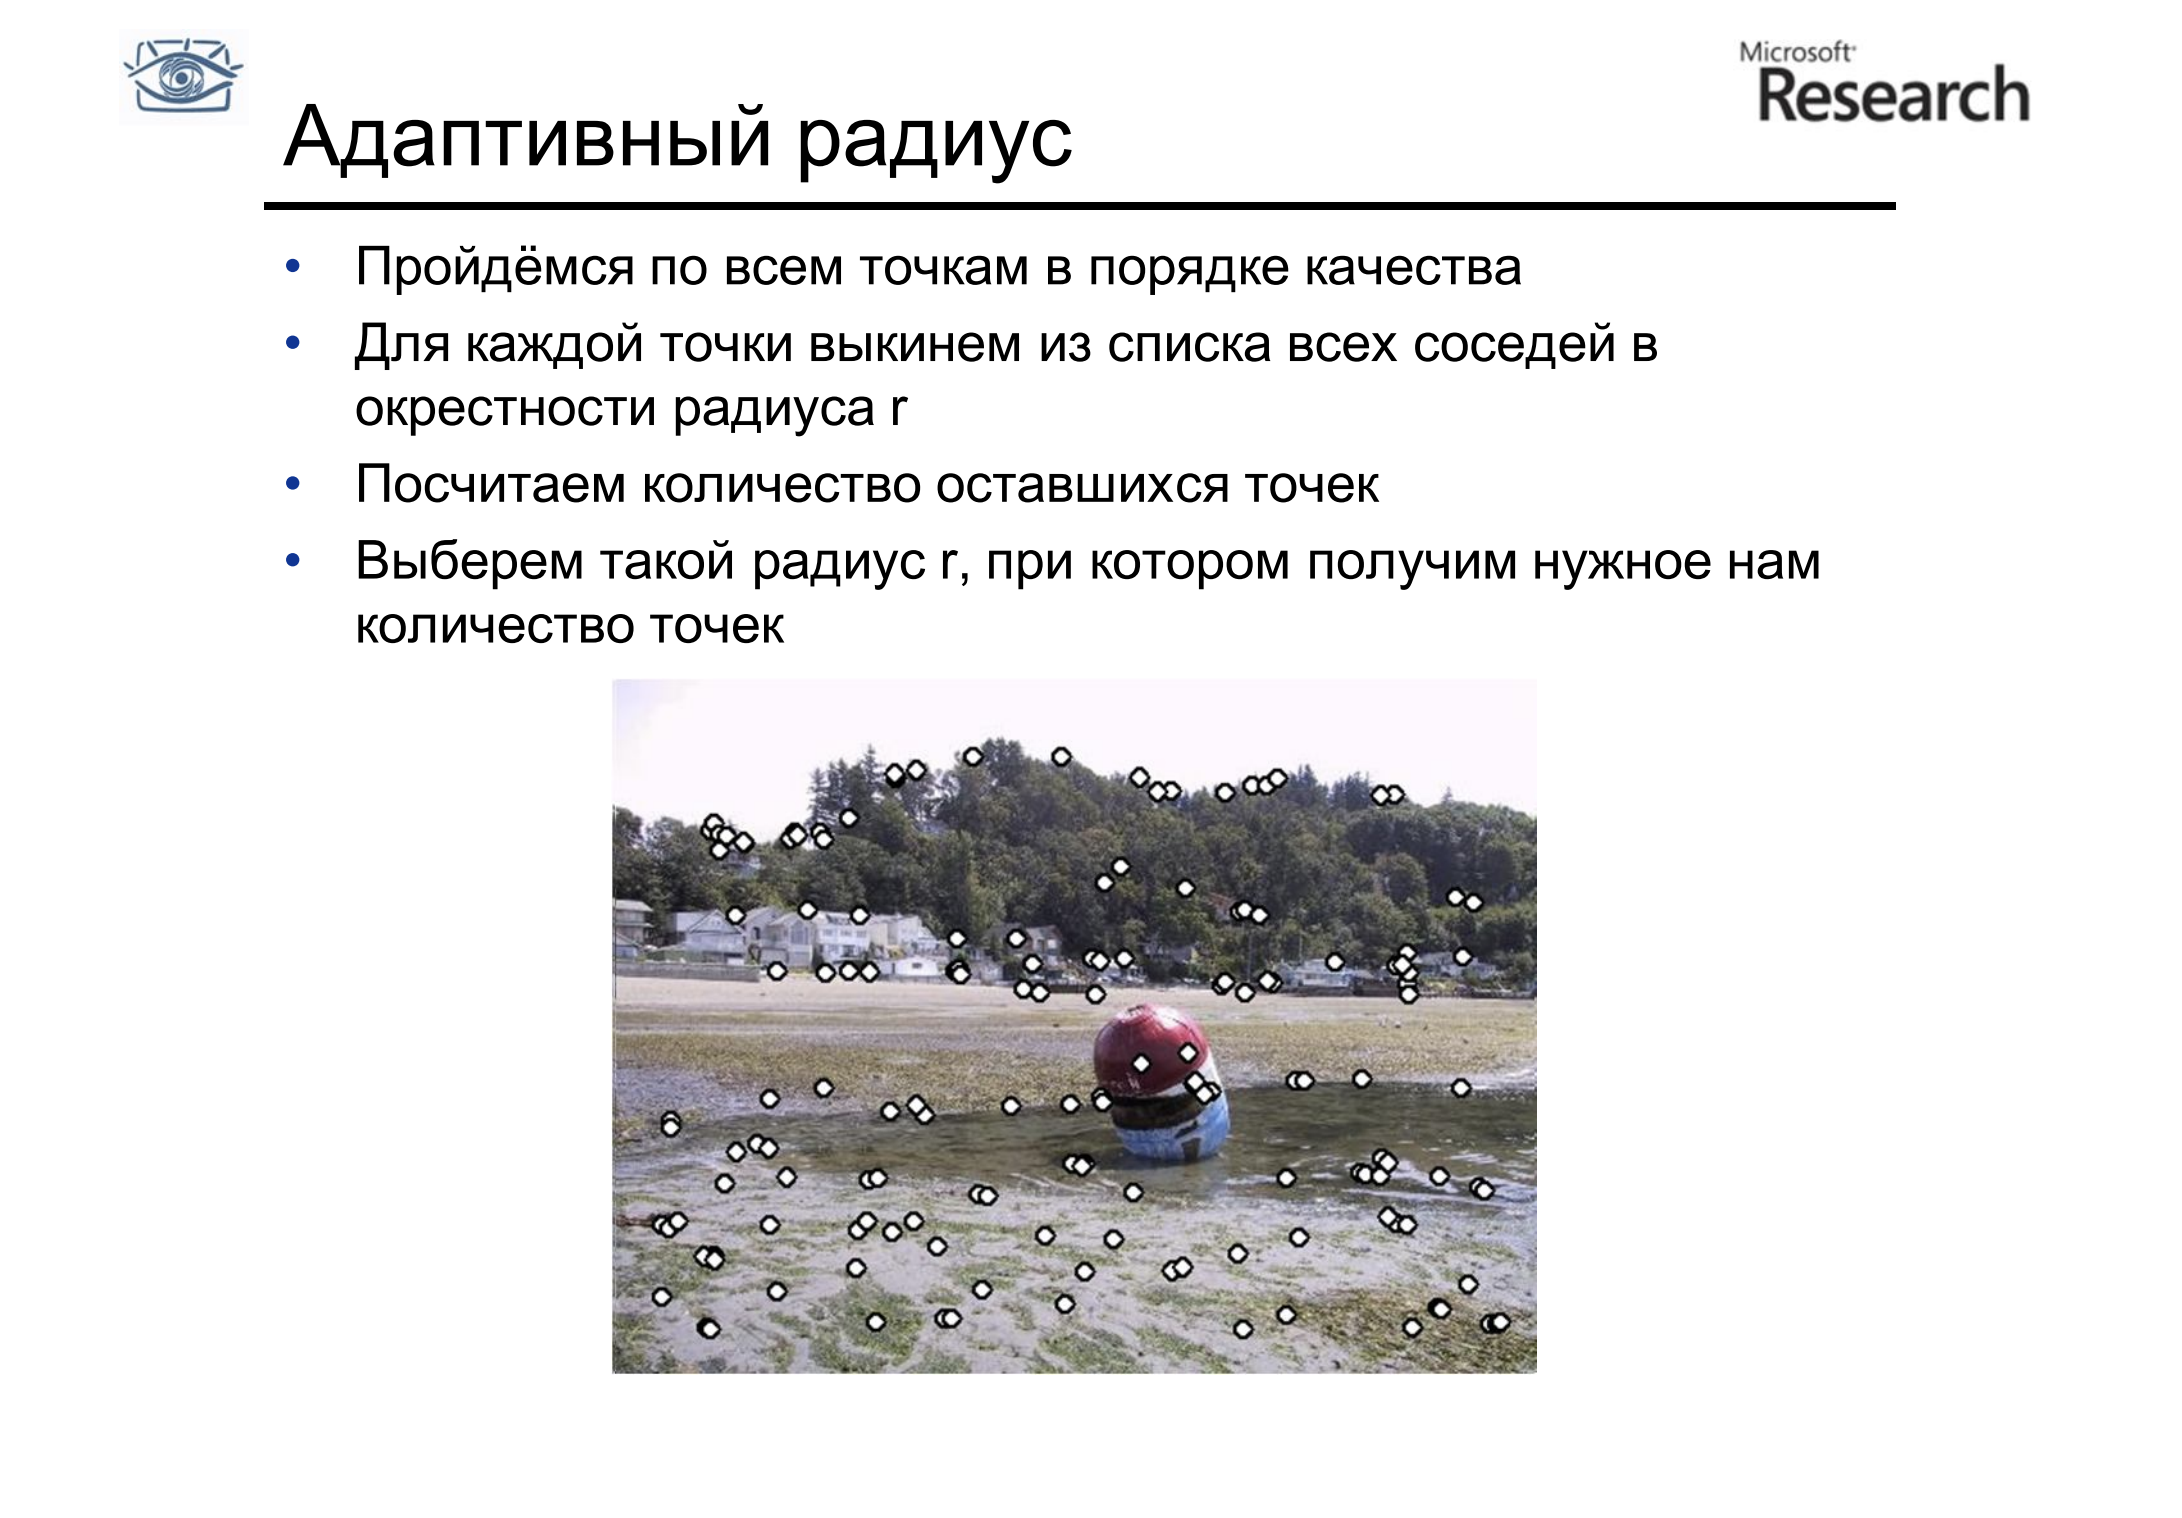 Microsoft
Research
Адаптивный радиус
• Пройдёмся по всем точкам в порядке качества
• Для каждой точки выкинем из списка всех соседей в
окрестности радиуса r
• Посчитаем количество оставшихся точек
• Выберем такой радиус r, при котором получим нужное нам
количество точек